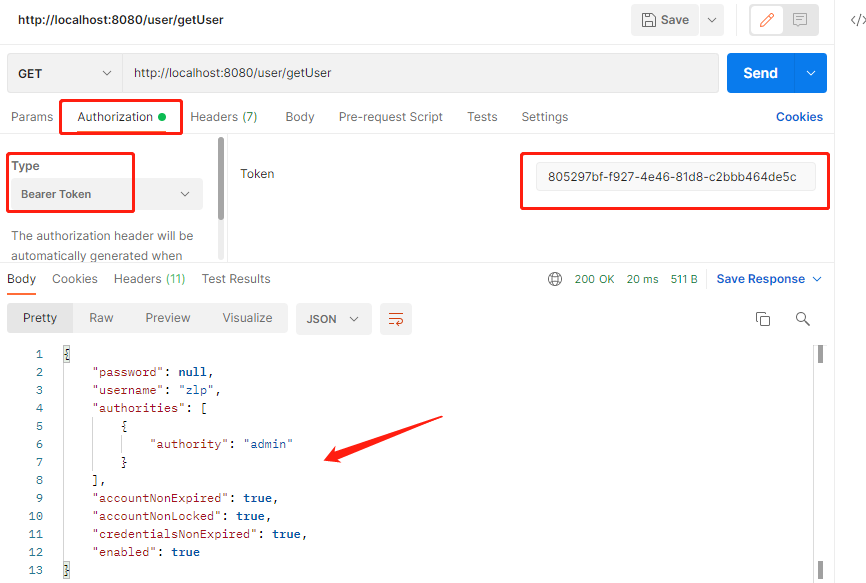 http://localhost:8080/user/getUser
Save
GET
http://localhost:8080/user/getUser
Send
Params Authorization Headers (7) Body Pre-request Script Tests Settings Cookies
Type
Bearer Token
The authorization header will be
automatically generated when
Token
805297bf-f927-4e46-81d8-c2bbb464de5c
Body Cookies Headers (11) Test Results
200 OK 20 ms 511 B Save Response
Pretty Raw Preview Visualize JSON
1 {
2 "password": null,
3 "username": "zlp",
4 "authorities": [
5 {
6 "authority": "admin"
7 }
8 ],
9 "accountNonExpired": true,
10 "accountNonLocked": true,
11 "credentialsNonExpired": true,
12 "enabled": true
13 }